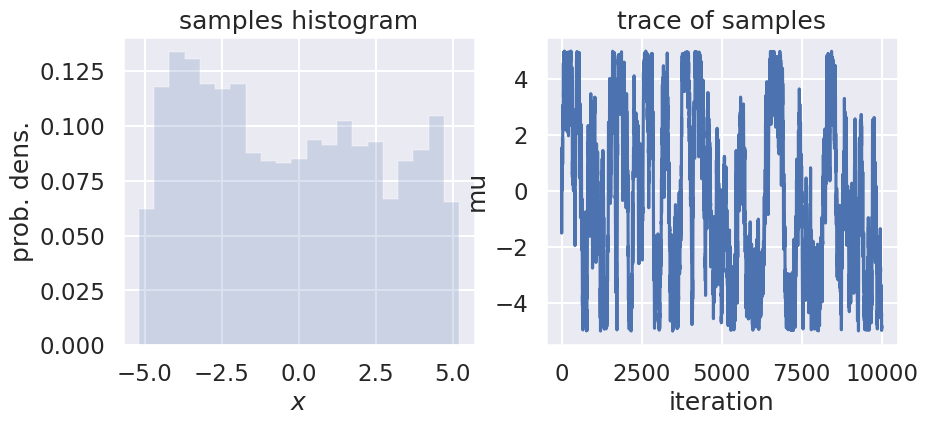 samples histogram
prob. dens.
0.125
0.100
0.075
0.050
0.025
0.000
−5.0 −2.5 0.0 2.5 5.0
x
trace of samples
mu
4
2
0
−2
−4
0 2500 5000 7500 10000
iteration